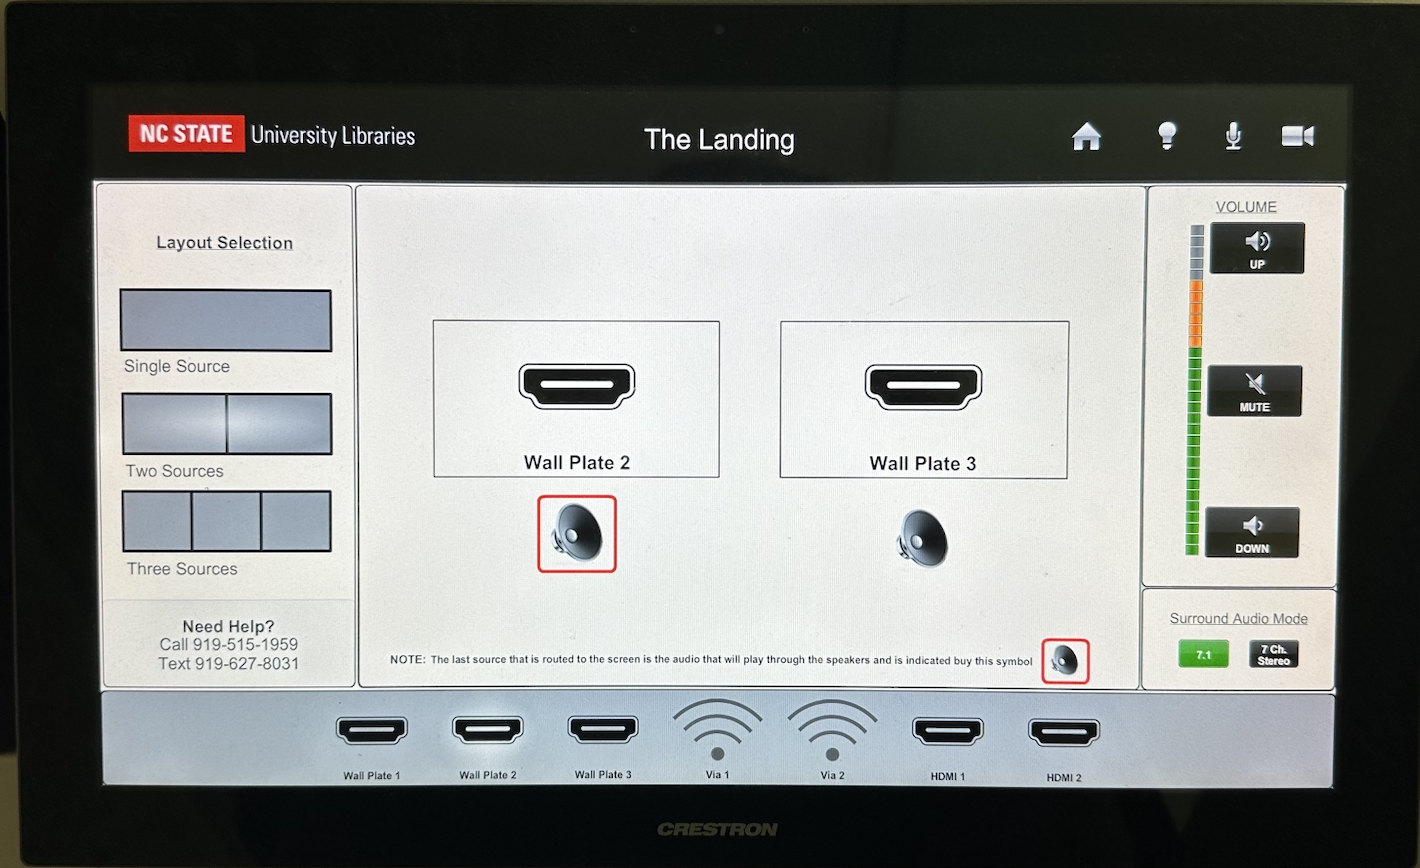 NC STATE University Libraries
The Landing
Layout Selection
Single Source
Two Sources
Three Sources
Need Help?
Call 919-515-1959
Text 919-627-8031
Wall Plate 2
Wall Plate 3
NOTE: The last source that is routed to the screen is the audio that will play through the speakers and is indicated buy this symbol
VOLUME
UP
MUTE
DOWN
Surround Audio Mode
7.1
7 Ch.
Stereo
Wall Plate 1
Wall Plate 2
Wall Plate 3
Via 1
Via 2
HDMI 1
HDMI 2
CRESTRON